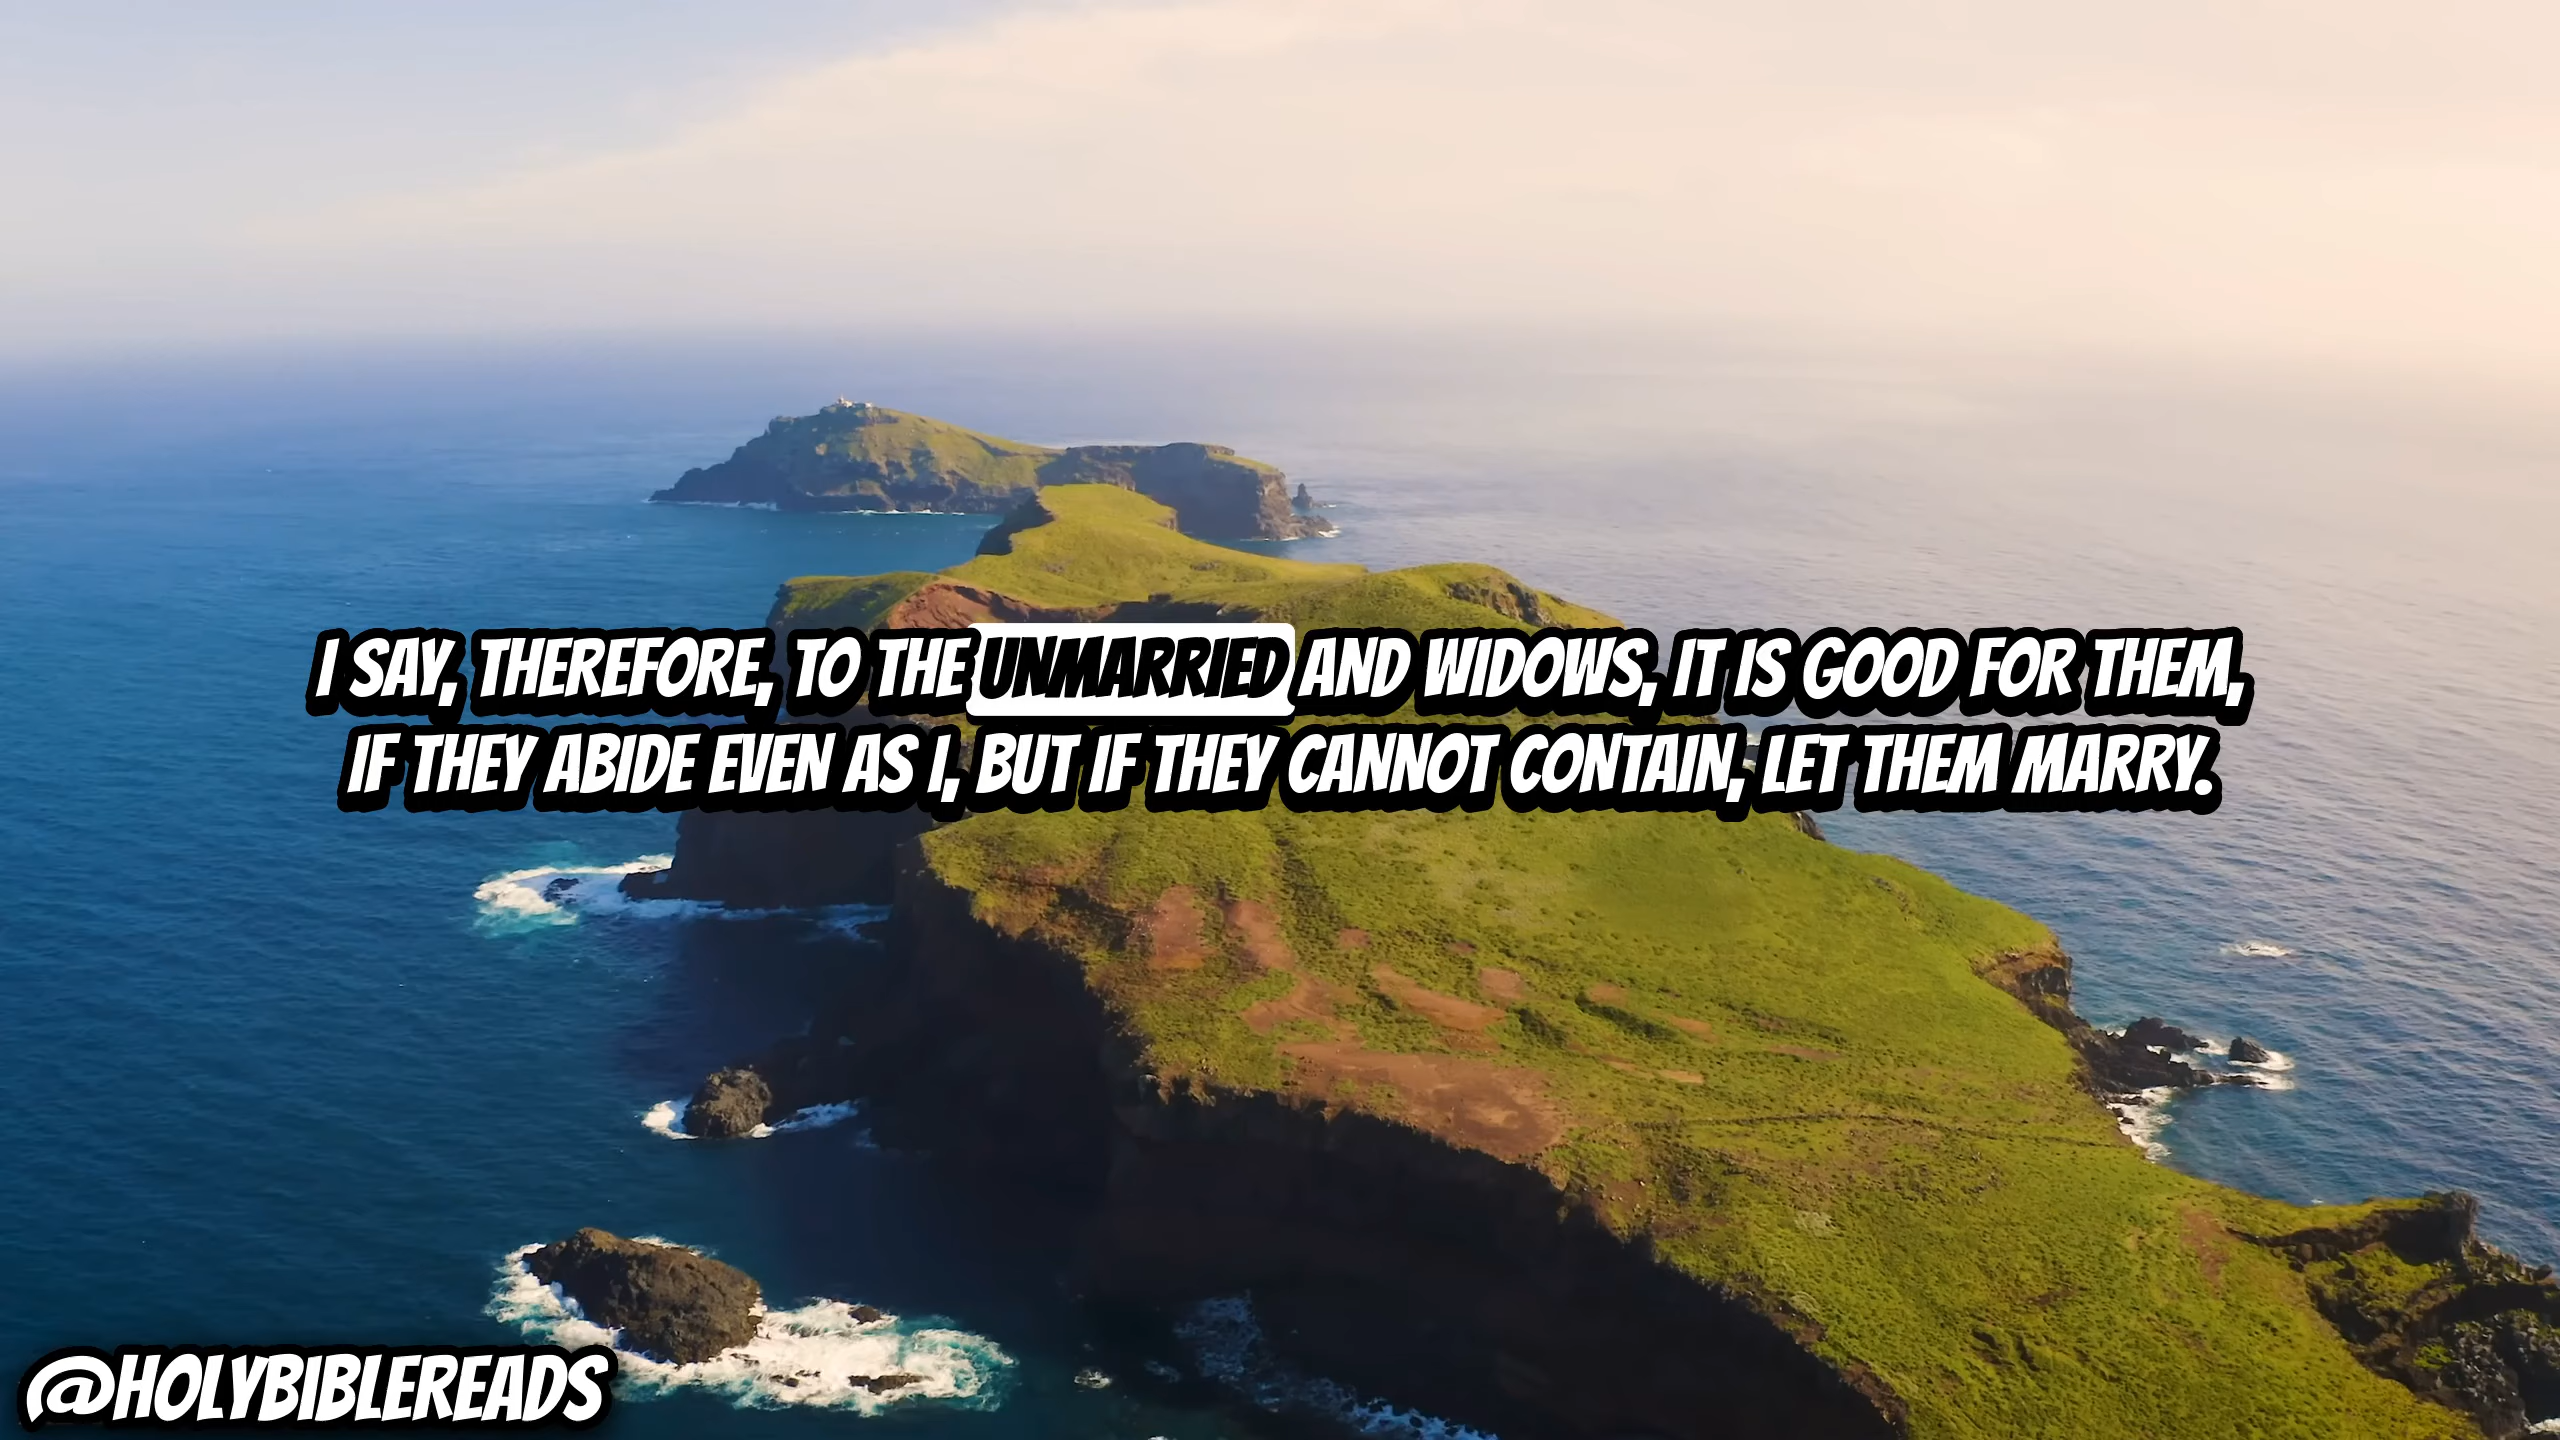 I SAY, THEREFORE, TO THE UNMARRIED AND WIDOWS, IT IS GOOD FOR THEM,
IF THEY ABIDE EVEN AS I, BUT IF THEY CANNOT CONTAIN, LET THEM MARRY.
@HOLYBIBLEREADS